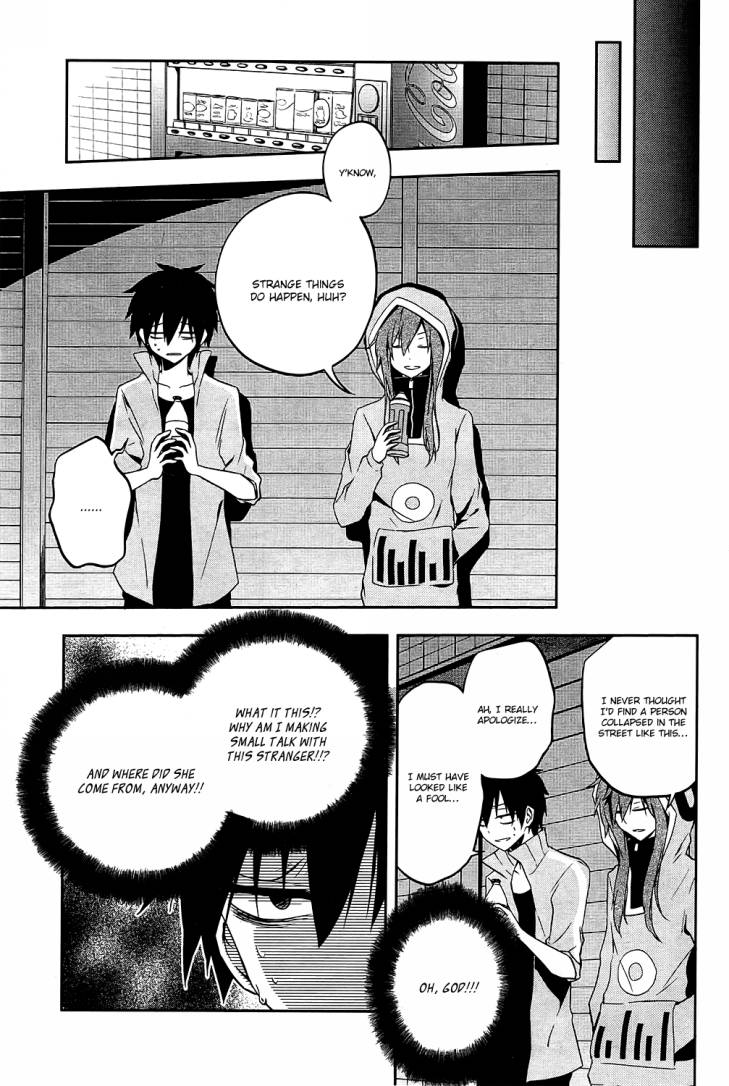 Cola
Y'KNOW,
STRANGE THINGS
DO HAPPEN, HUH?
......
I NEVER THOUGHT
I'D FIND A PERSON
COLLAPSED IN THE
STREET LIKE THIS...
AH, I REALLY
APOLOGIZE...
I MUST HAVE
LOOKED LIKE
A FOOL...
OH, GOD!!!
WHAT IT THIS!?
WHY AM I MAKING
SMALL TALK WITH
THIS STRANGER!!?
AND WHERE DID SHE
COME FROM, ANYWAY!!